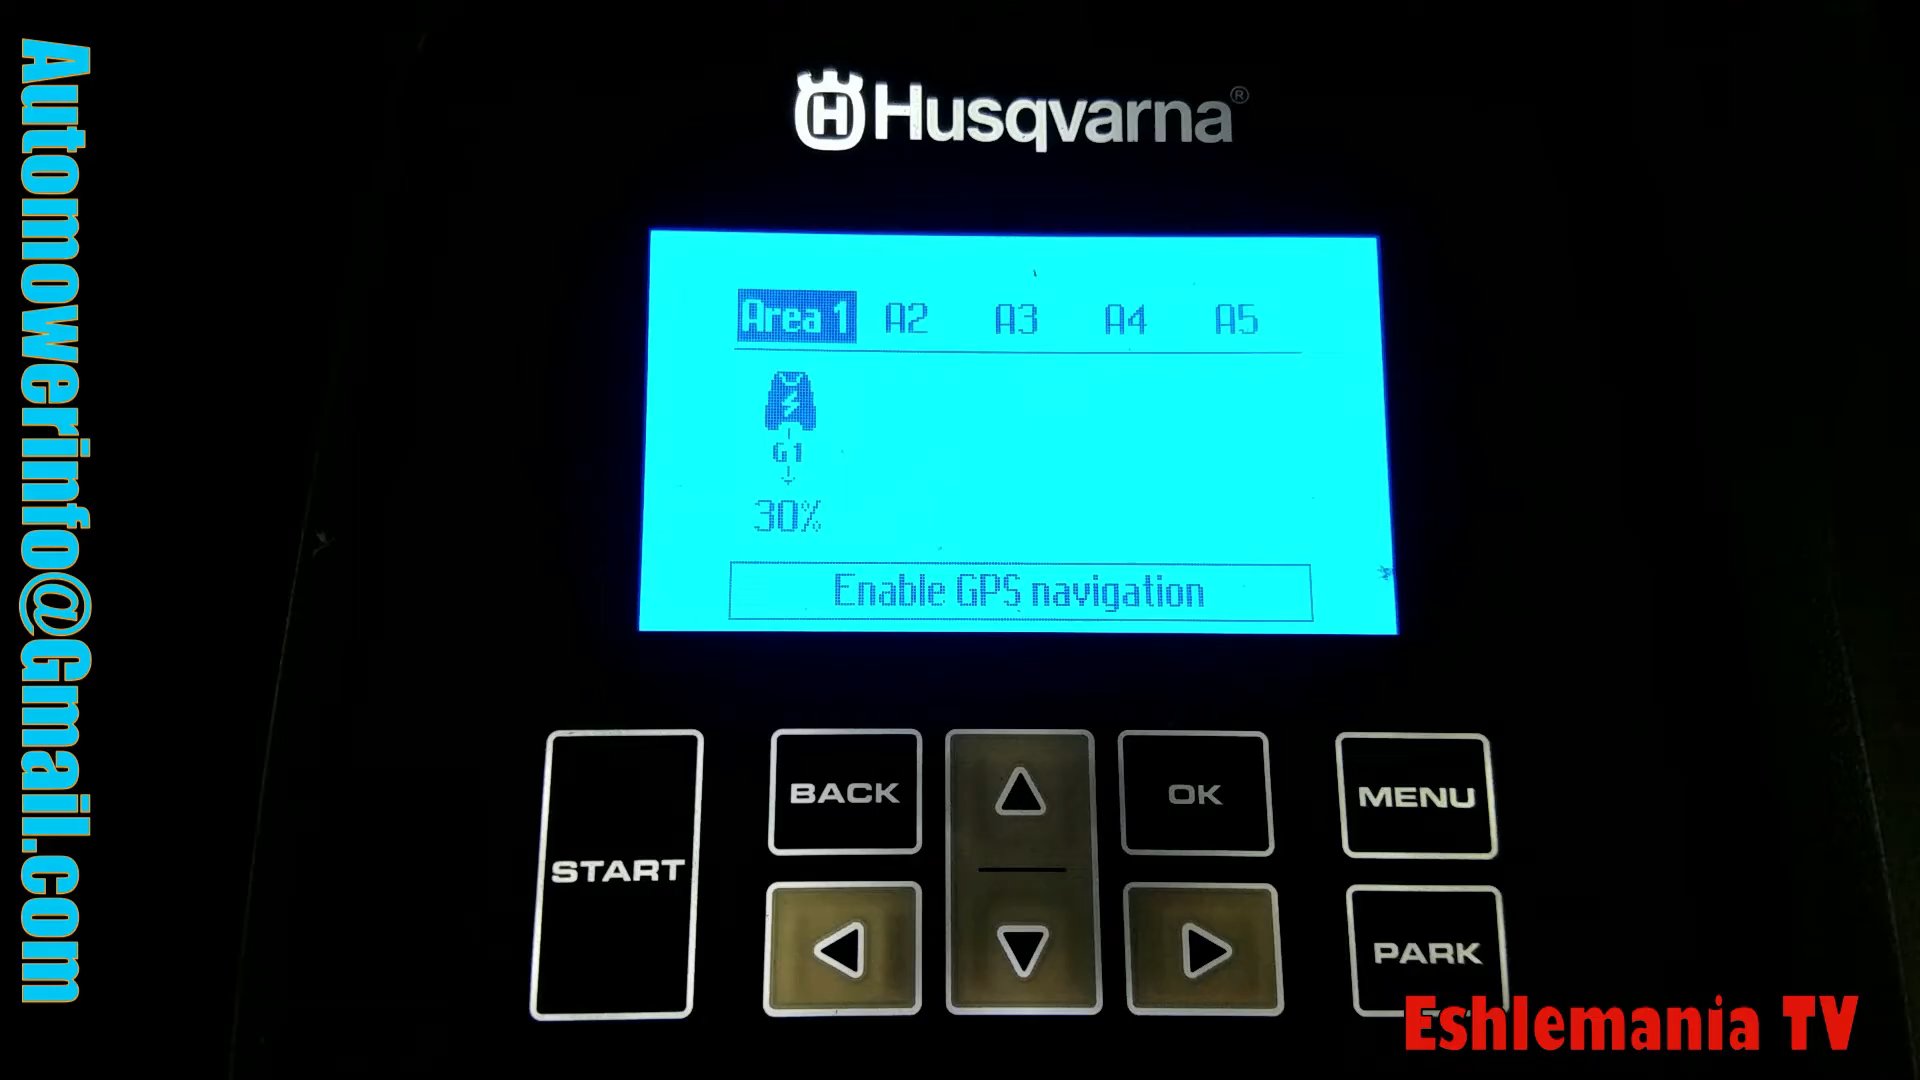 Automowerinfo@Gmail.com
Husqvarna®
Area 1 A2 A3 A4 A5
G1
30%
Enable GPS navigation
BACK
OK
MENU
START
PARK
Eshlemania TV